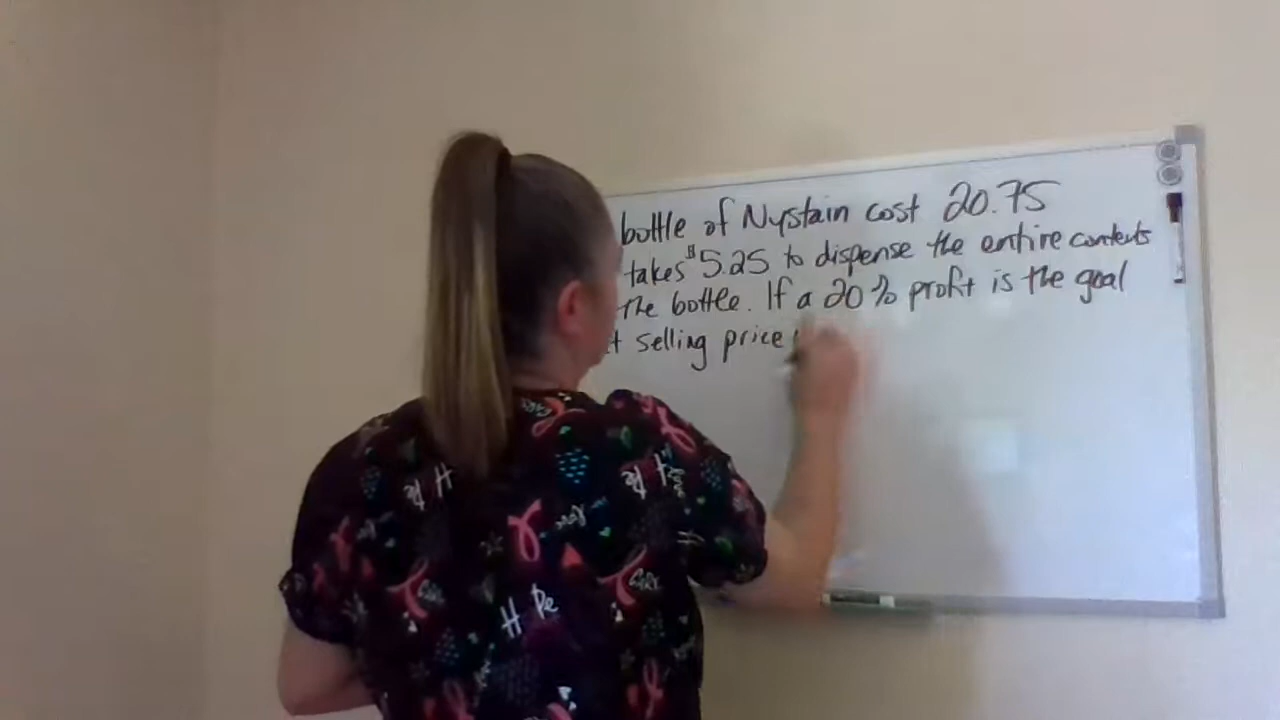 bottle of Nystain cost 20.75
takes $5.25 to dispense the entire contents
the bottle. If a 20% profit is the goal
selling price